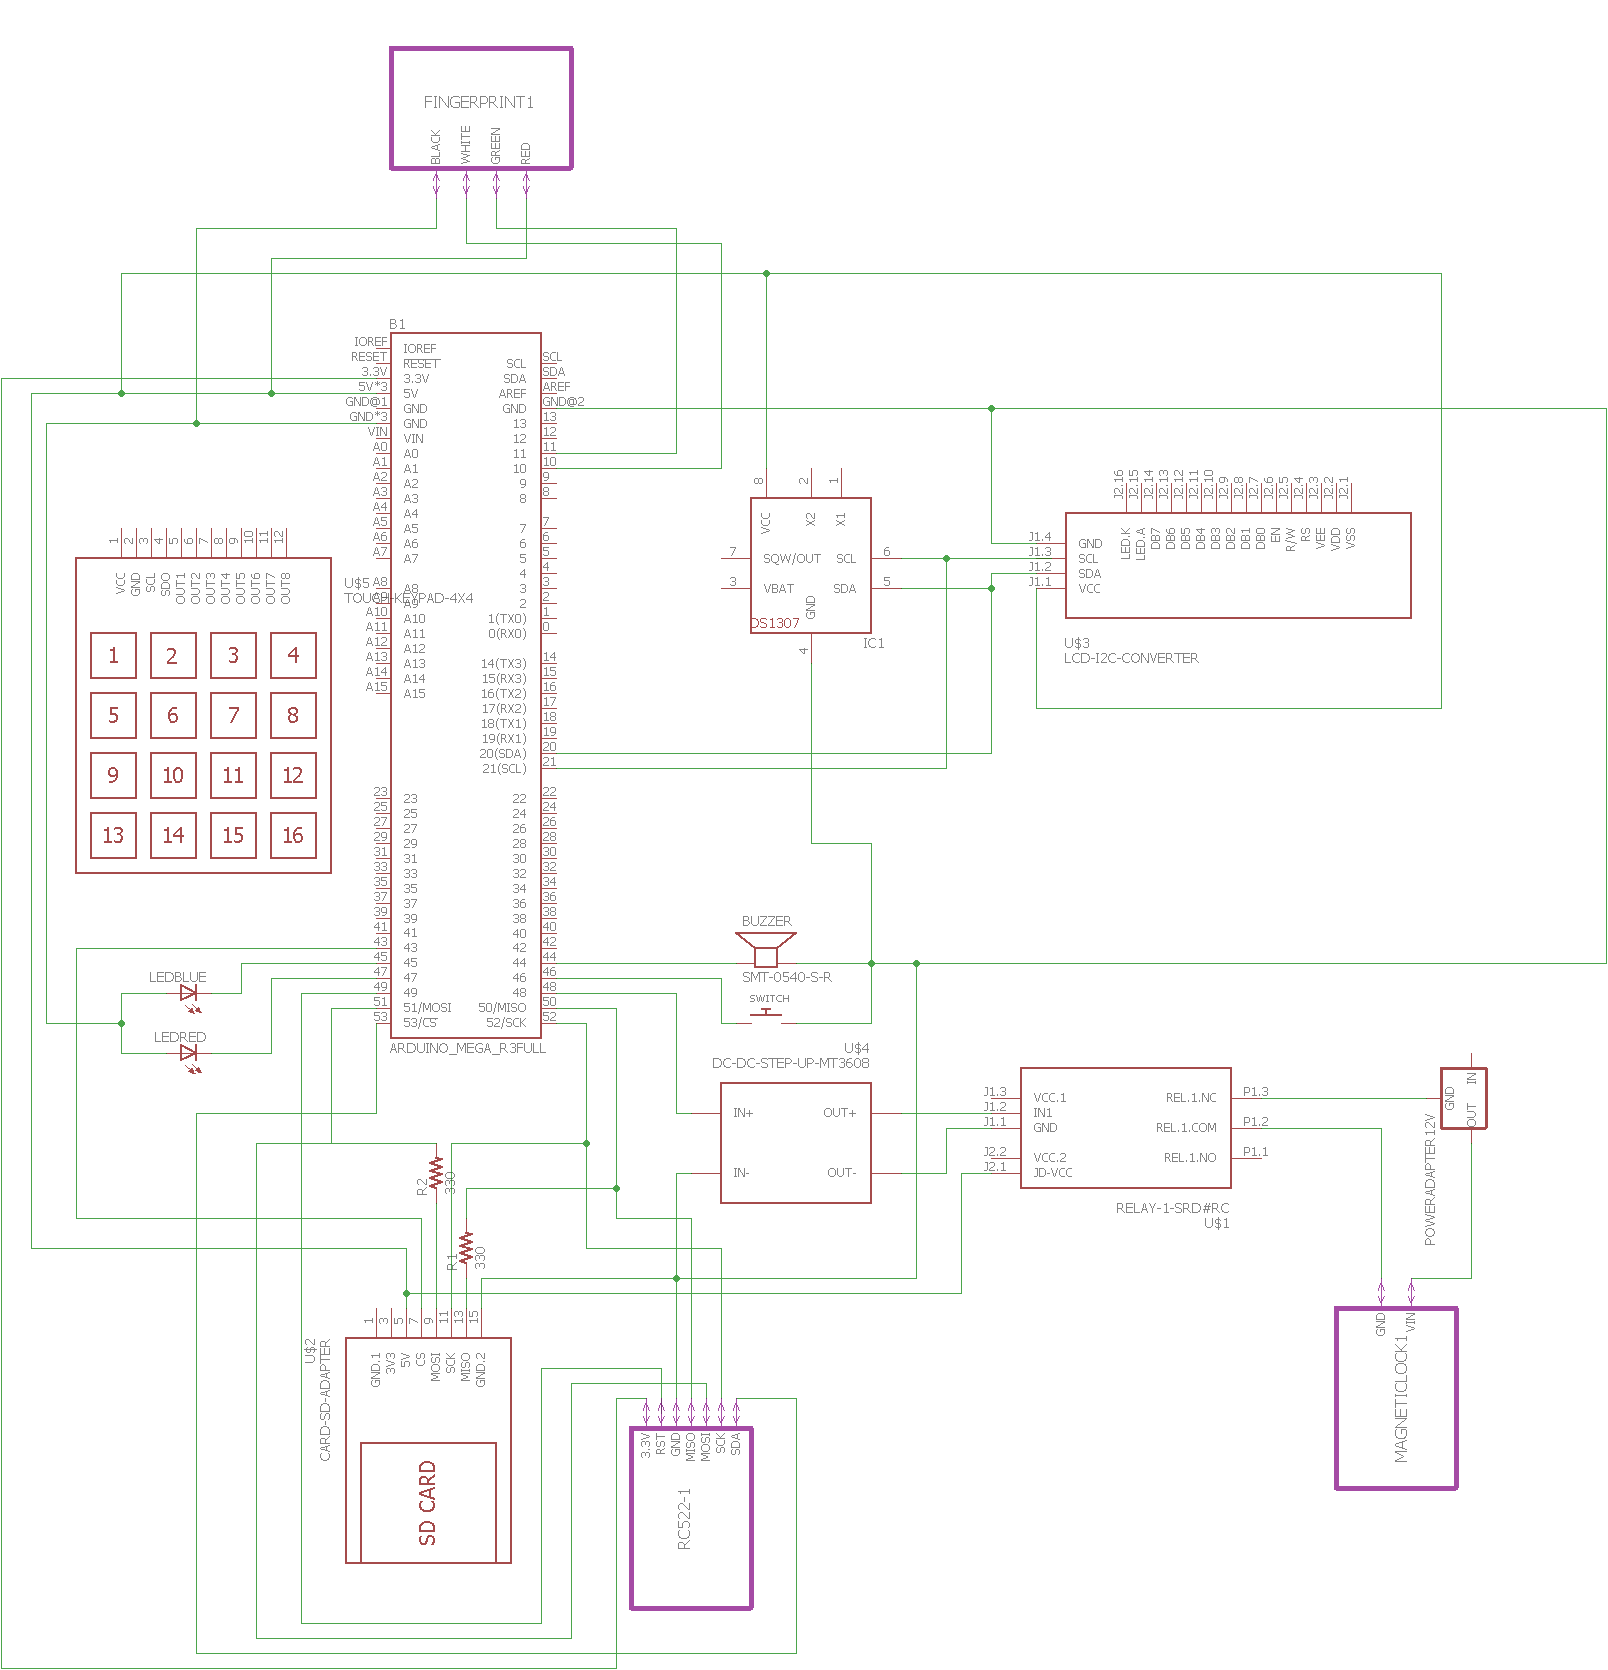 FINGERPRINT1
BLACK
WHITE
GREEN
RED
B1
IOREF
RESET
3.3V
5V*3
GND@1
GND*3
VIN
A0
A1
A2
A3
A4
A5
A6
A7
A8
A10
A11
A12
A13
A14
A15
23
25
27
29
31
33
35
37
39
41
43
45
47
49
51
53
IOREF
RESET
3.3V
5V
GND
GND
VIN
A0
A1
A2
A3
A4
A5
A6
A7
A8
A9
A10
A11
A12
A13
A14
A15
23
25
27
29
31
33
35
37
39
41
43
45
47
49
51/MOSI
53/CS
SCL
SDA
AREF
GND
13
12
11
10
9
8
7
6
5
4
3
2
1(TX0)
0(RX0)
14(TX3)
15(RX3)
16(TX2)
17(RX2)
18(TX1)
19(RX1)
20(SDA)
21(SCL)
22
24
26
28
30
32
34
36
38
40
42
44
46
48
50/MISO
52/SCK
SCL
SDA
AREF
GND@2
13
12
11
10
9
8
7
6
5
4
3
2
1
0
14
15
16
17
18
19
20
21
22
24
26
28
30
32
34
36
38
40
42
44
46
48
50
52
ARDUINO_MEGA_R3FULL
1
2
3
4
5
6
7
8
9
10
11
12
VCC
GND
SCL
SDO
OUT1
OUT2
OUT3
OUT4
OUT5
OUT6
OUT7
OUT8
U$5
TOUCH-KEYPAD-4X4
1 2 3 4
5 6 7 8
9 10 11 12
13 14 15 16
8
2
1
VCC
X2
X1
7 SQW/OUT SCL 6
3 VBAT SDA 5
GND
DS1307
4
IC1
J2.16
J2.15
J2.14
J2.13
J2.12
J2.11
J2.10
J2.9
J2.8
J2.7
J2.6
J2.5
J2.4
J2.3
J2.2
J2.1
LED.K
LED.A
DB7
DB6
DB5
DB4
DB3
DB2
DB1
DB0
EN
R/W
RS
VEE
VDD
VSS
J1.4 GND
J1.3 SCL
J1.2 SDA
J1.1 VCC
U$3
LCD-I2C-CONVERTER
BUZZER
SMT-0540-S-R
SWITCH
LEDBLUE
LEDRED
U$4
DC-DC-STEP-UP-MT3608
IN+ OUT+
IN- OUT-
J1.3 VCC.1 REL.1.NC P1.3
J1.2 IN1
J1.1 GND REL.1.COM P1.2
J2.2 VCC.2 REL.1.NO P1.1
J2.1 JD-VCC
RELAY-1-SRD#RC
U$1
IN
GND
OUT
POWERADAPTER12V
R2
330
R1
330
1
3
5
7
9
11
13
15
GND.1
3V3
5V
CS
MOSI
SCK
MISO
GND.2
U$2
CARD-SD-ADAPTER
SD CARD
3.3V
RST
GND
MISO
MOSI
SCK
SDA
RC522-1
GND
VIN
MAGNETICLOCK1